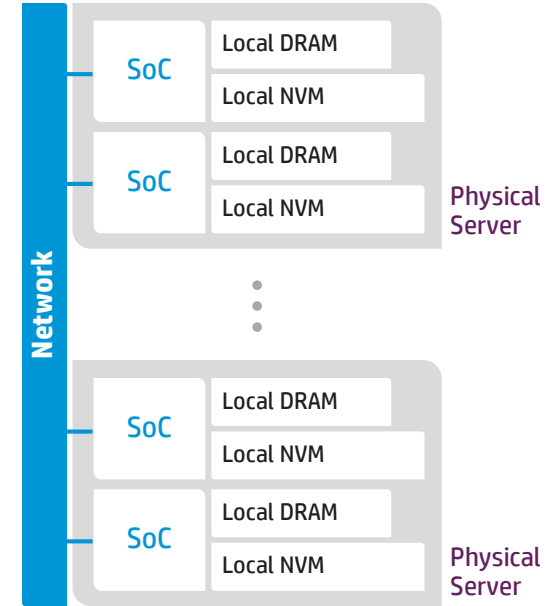 Network
SoC
Local DRAM
Local NVM
SoC
Local DRAM
Local NVM
Physical
Server
SoC
Local DRAM
Local NVM
SoC
Local DRAM
Local NVM
Physical
Server